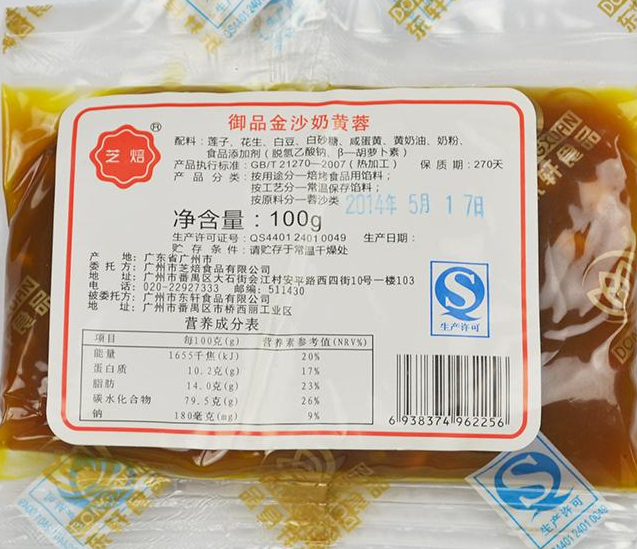 御品金沙奶黄蓉
芝焙®
配料：莲子、花生、白豆、白砂糖、咸蛋黄、黄奶油、奶粉、
食品添加剂（脱氢乙酸钠、β—胡萝卜素）
产品执行标准：GB/T 21270—2007（热加工） 保质期：270天
产品分类：按用途分—焙烤食品用馅料；
按工艺分—常温保存馅料；
按原料分—蓉沙类
2014年 5月 17日
净含量：100g
生产许可证号：QS4401 2401 0049 生产日期：
贮存条件：请贮存于常温干燥处
产地：广东省广州市
委托方：广州市芝焙食品有限公司
地址：广州市番禺区大石街会江村安平路西四街10号一楼103
电话：020-22927333 邮编：511430
被委托方：广州市东轩食品有限公司
地址：广州市番禺区市桥西丽工业区
QS
生产许可
营养成分表
项目 每100克(g) 营养素参考值(NRV%)
能量 1655千焦(kJ) 20%
蛋白质 10.2克(g) 17%
脂肪 14.0克(g) 23%
碳水化合物 79.5克(g) 26%
钠 180毫克(mg) 9%
6 938374 962256
QS
生产许可